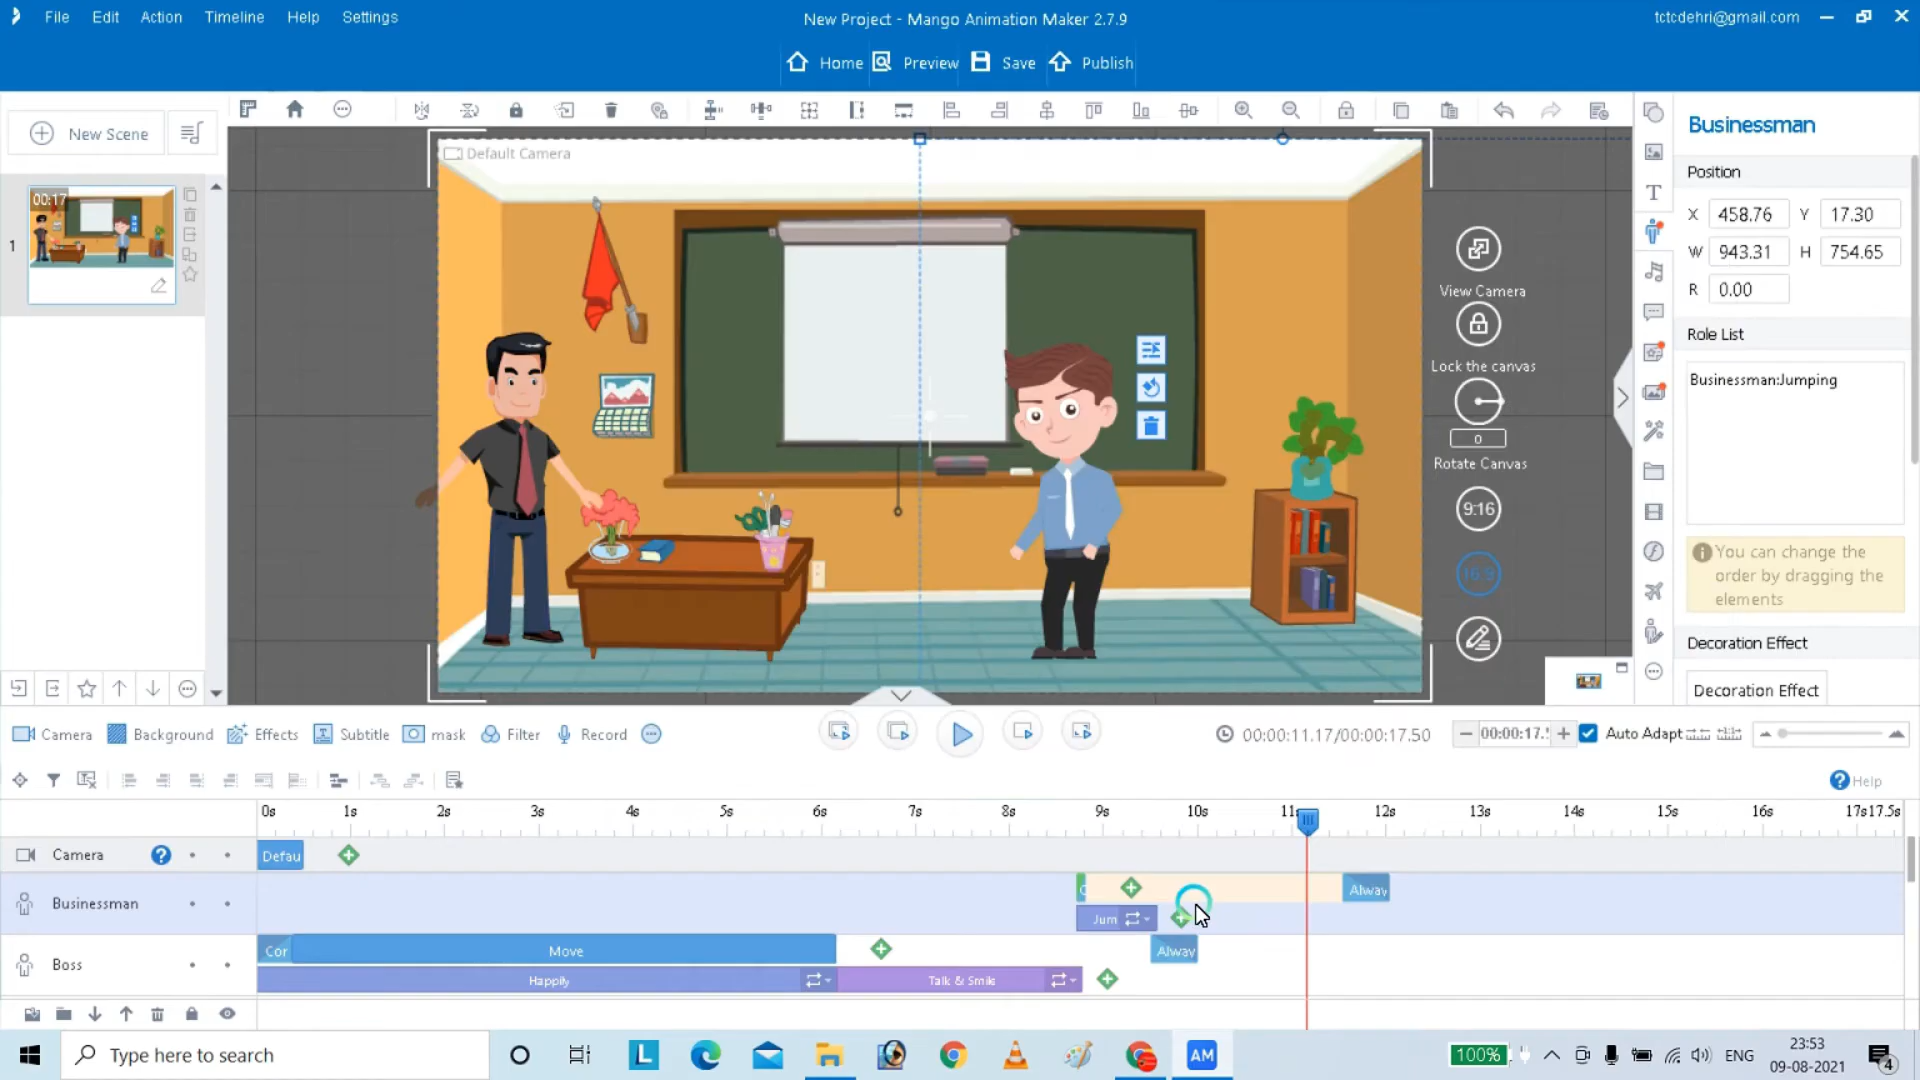 File Edit Action Timeline Help Settings
New Project - Mango Animation Maker 2.7.9
tctcdehri@gmail.com
Home Preview Save Publish
New Scene
Default Camera
00:17
1
View Camera
Lock the canvas
0
Rotate Canvas
9:16
16:9
Businessman
Position
X 458.76 Y 17.30
W 943.31 H 754.65
R 0.00
Role List
Businessman:Jumping
You can change the
order by dragging the
elements
Decoration Effect
Decoration Effect
Camera Background Effects Subtitle mask Filter Record
00:00:11.17/00:00:17.50
00:00:17.
Auto Adapt
Help
0s 1s 2s 3s 4s 5s 6s 7s 8s 9s 10s 11s 12s 13s 14s 15s 16s 17s17.5s
Camera
Defau
Businessman
Alway
Jum
Boss
Cor Move Alway
Happily Talk & Smile
Type here to search
L
AM
100%
ENG
23:53
09-08-2021
4